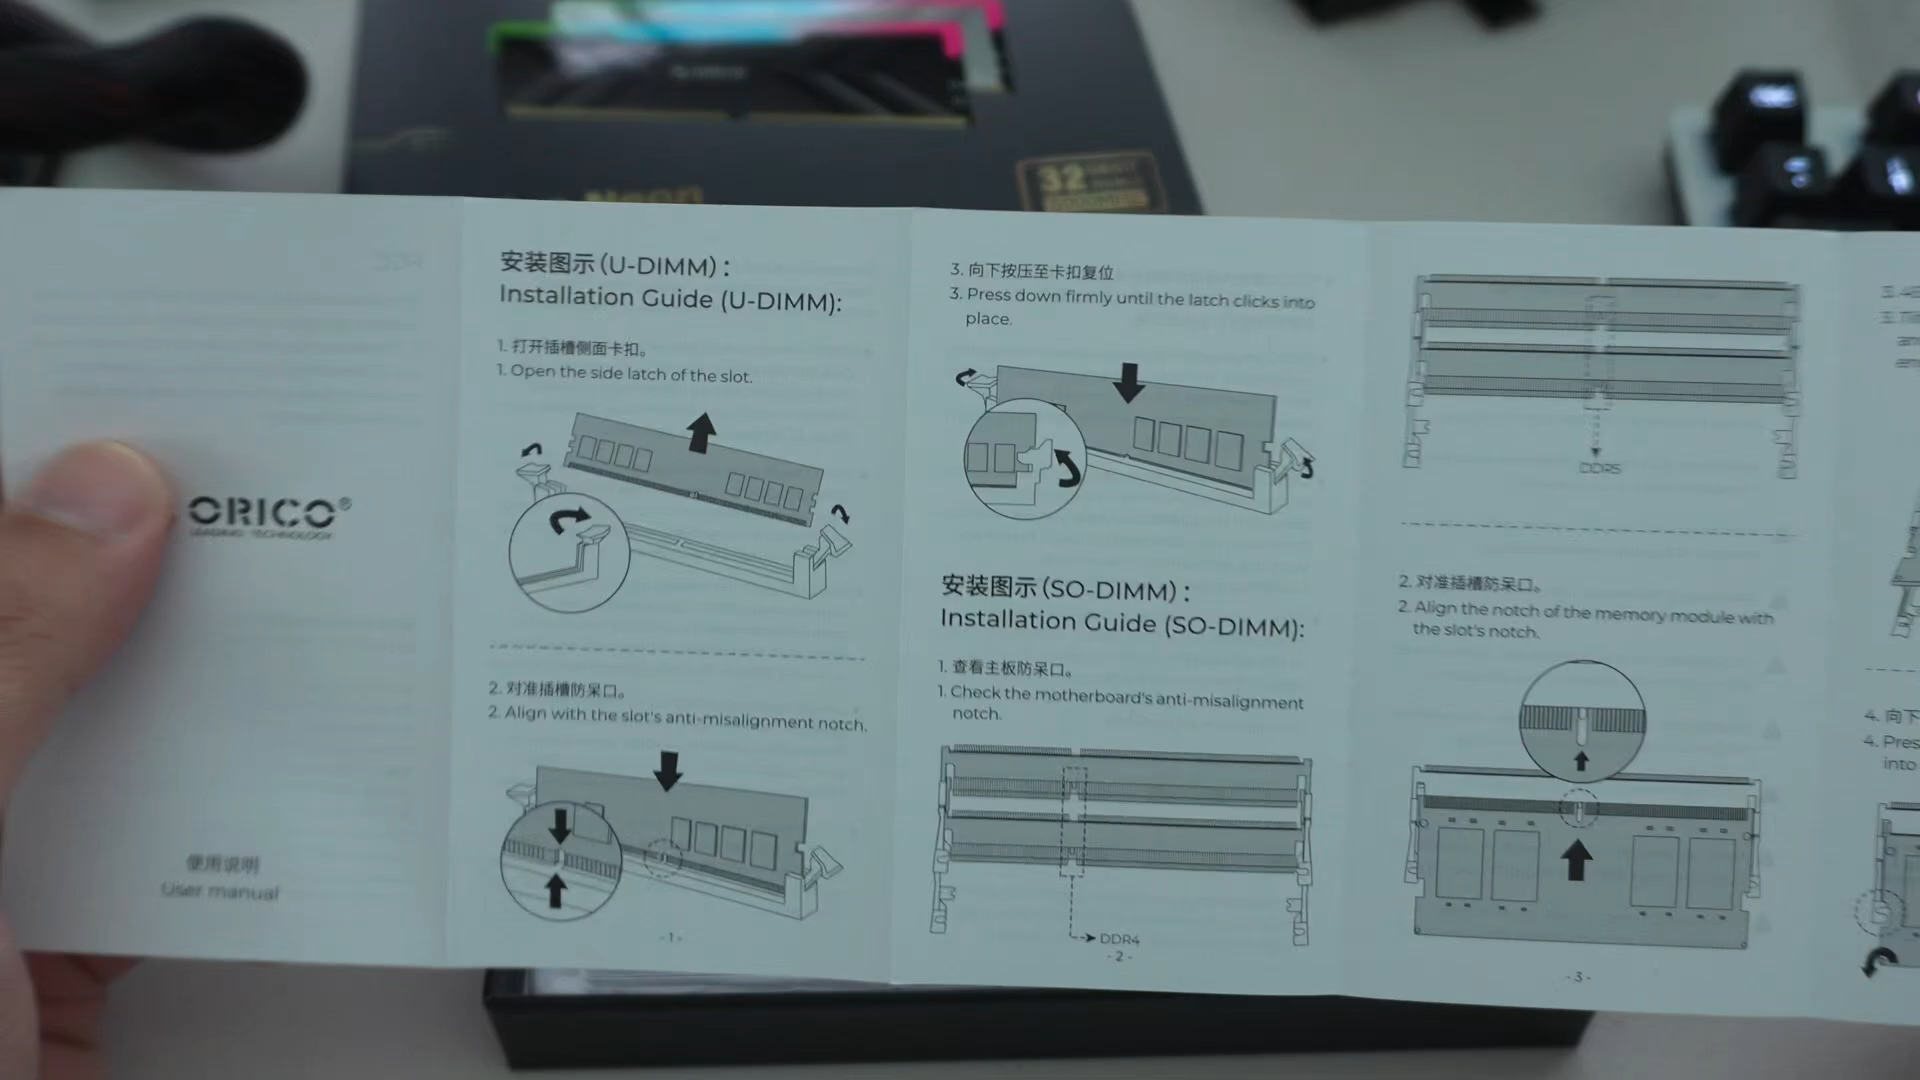 32
ORICO®
LEADING TECHNOLOGY
使用说明
User manual
安装图示(U-DIMM):
Installation Guide (U-DIMM):
1. 打开插槽侧面卡扣。
1. Open the side latch of the slot.
2. 对准插槽防呆口。
2. Align with the slot's anti-misalignment notch.
- 1 -
3. 向下按压至卡扣复位
3. Press down firmly until the latch clicks into
place.
安装图示(SO-DIMM):
Installation Guide (SO-DIMM):
1. 查看主板防呆口。
1. Check the motherboard's anti-misalignment
notch.
DDR4
- 2 -
DDR5
2. 对准插槽防呆口。
2. Align the notch of the memory module with
the slot's notch.
- 3 -
4. 向下
4. Pres
into